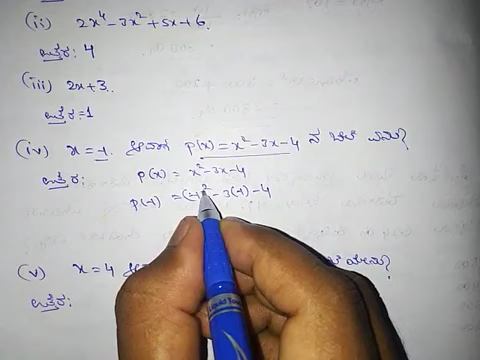 (ii) 2x⁴-3x²+5x+6.
ಉತ್ತರ: 4
(iii) 2x+3.
ಉತ್ತರ=1
(iv) x=-1. ಆದಾಗ p(x)=x²-3x-4 ನ ಬೆಲೆ ಏನು?
ಉತ್ತರ: p(x) = x²-3x-4
p(-1) =(-1)²-3(-1)-4
(v) x=4
ಉತ್ತರ: